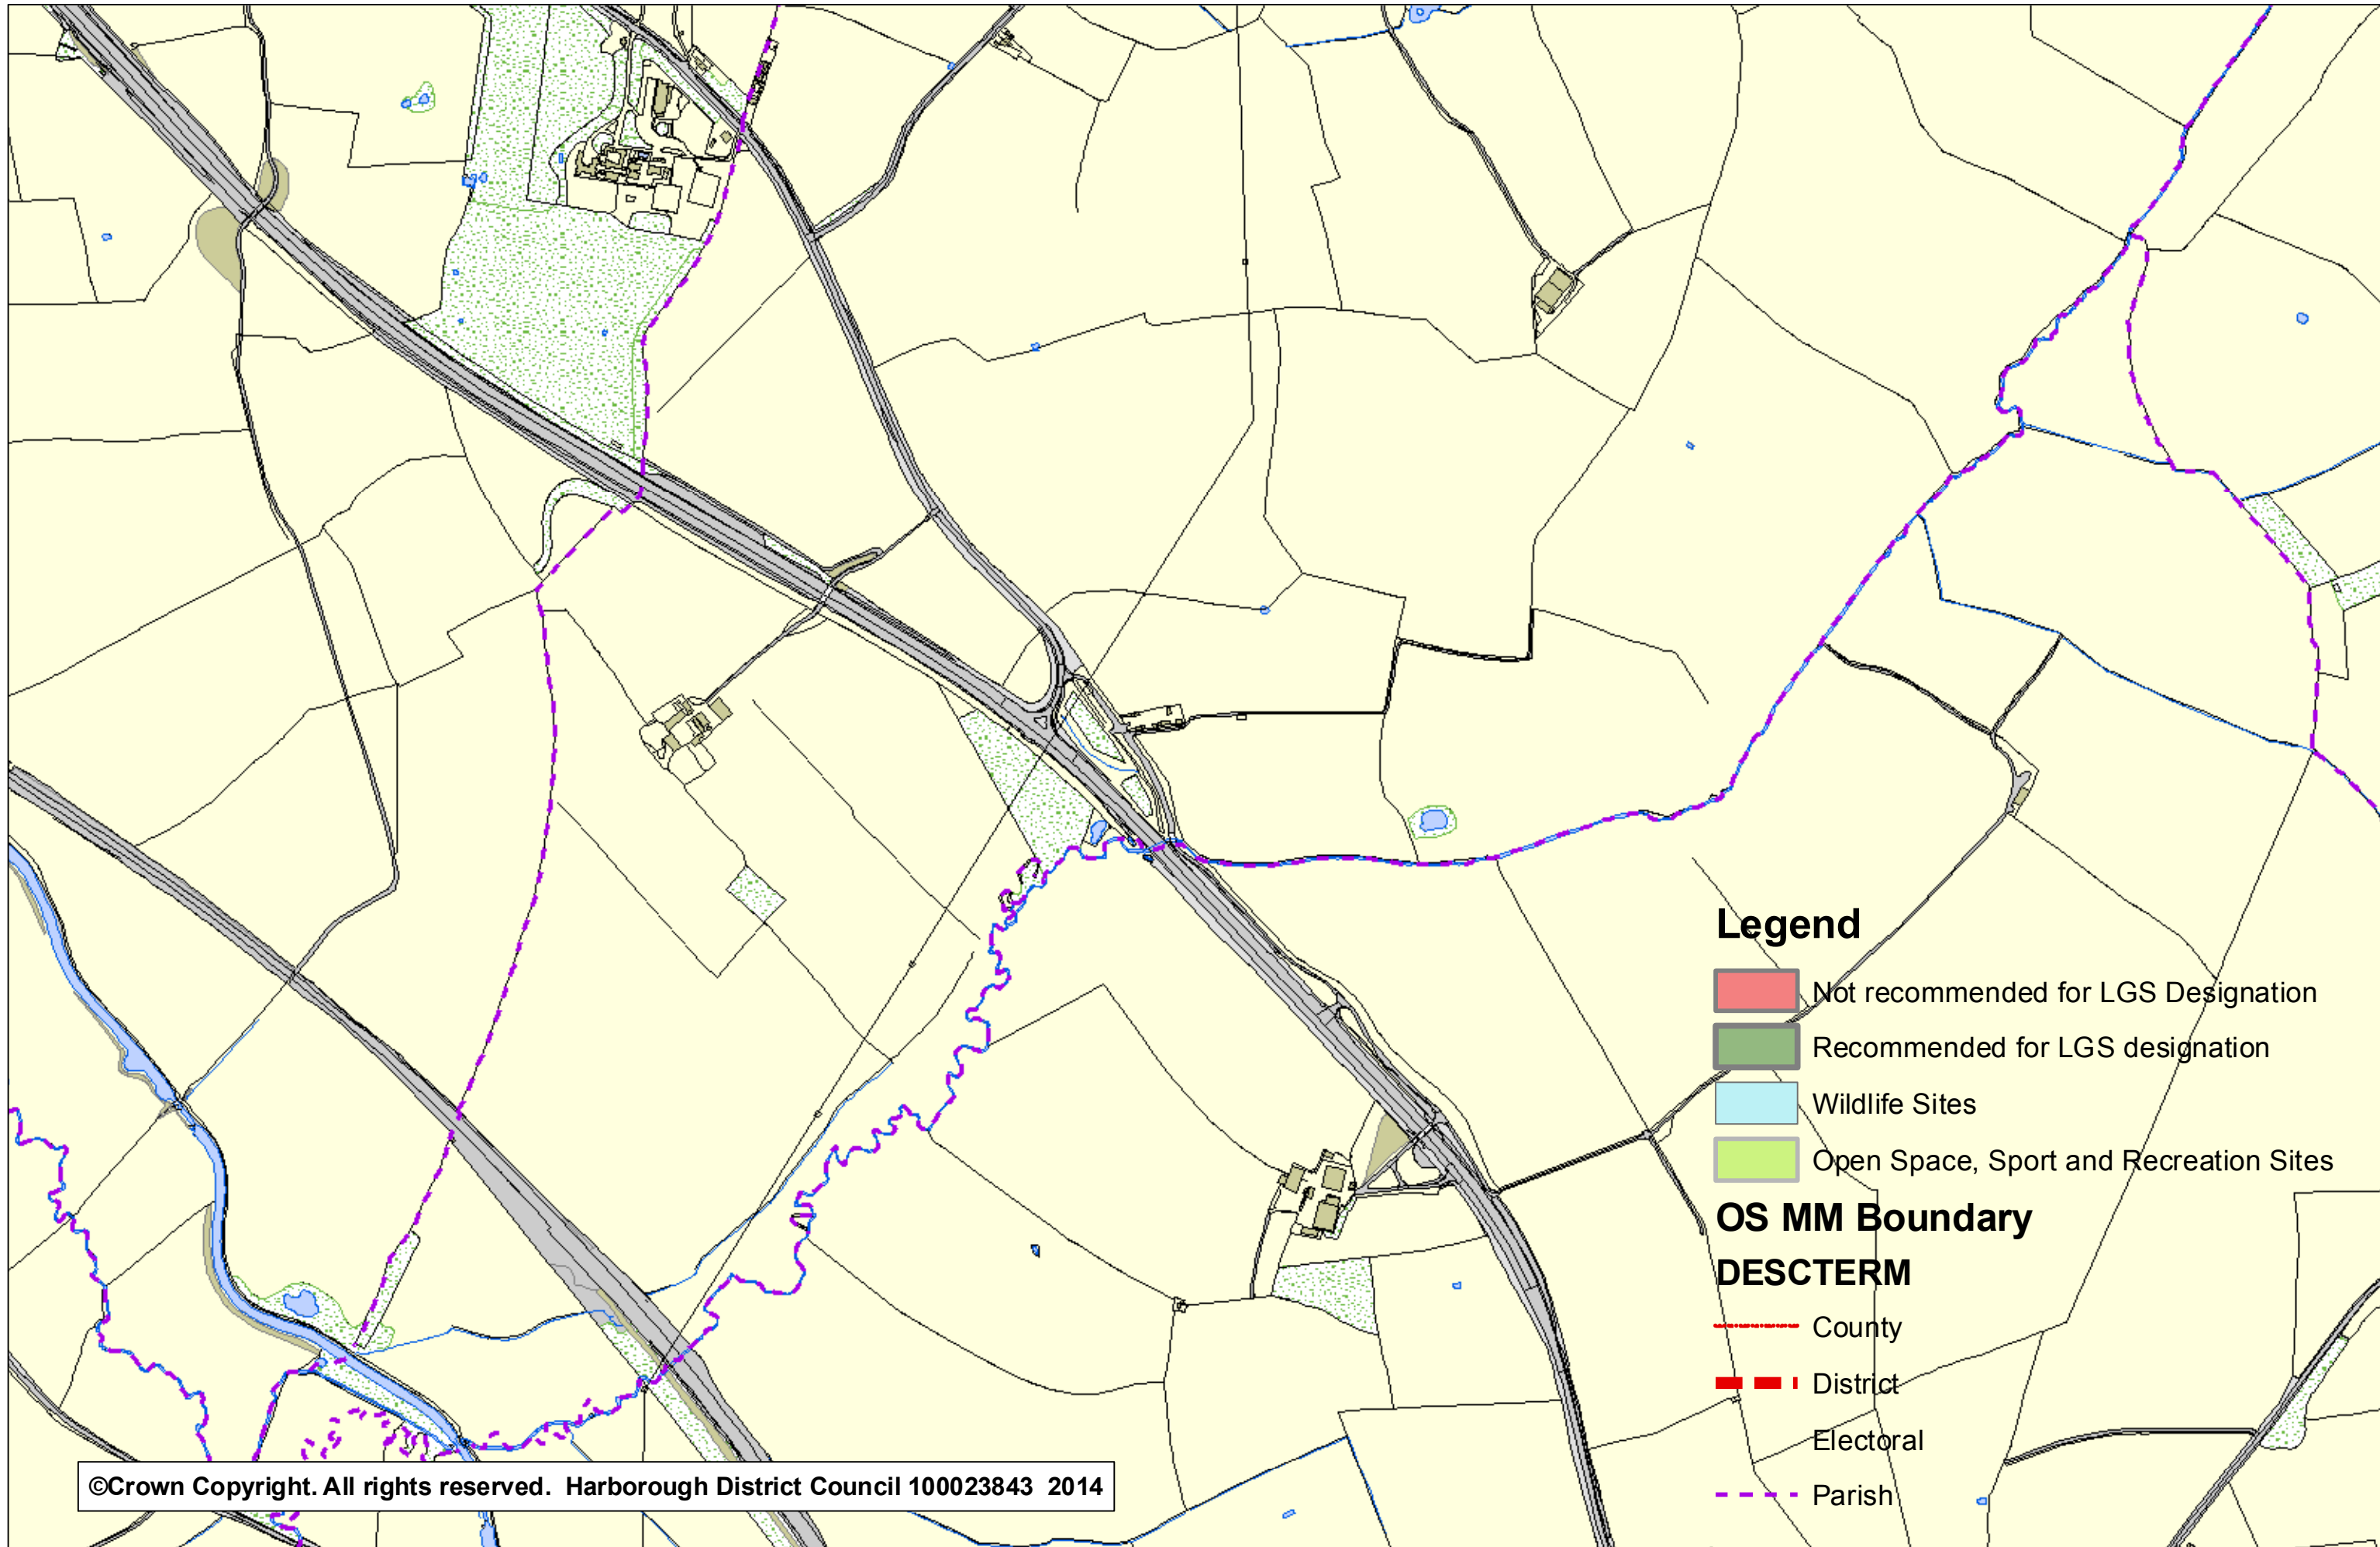 Legend
Not recommended for LGS Designation
Recommended for LGS designation
Wildlife Sites
Open Space, Sport and Recreation Sites
OS MM Boundary
DESCTERM
County
District
Electoral
Parish
©Crown Copyright. All rights reserved. Harborough District Council 100023843 2014